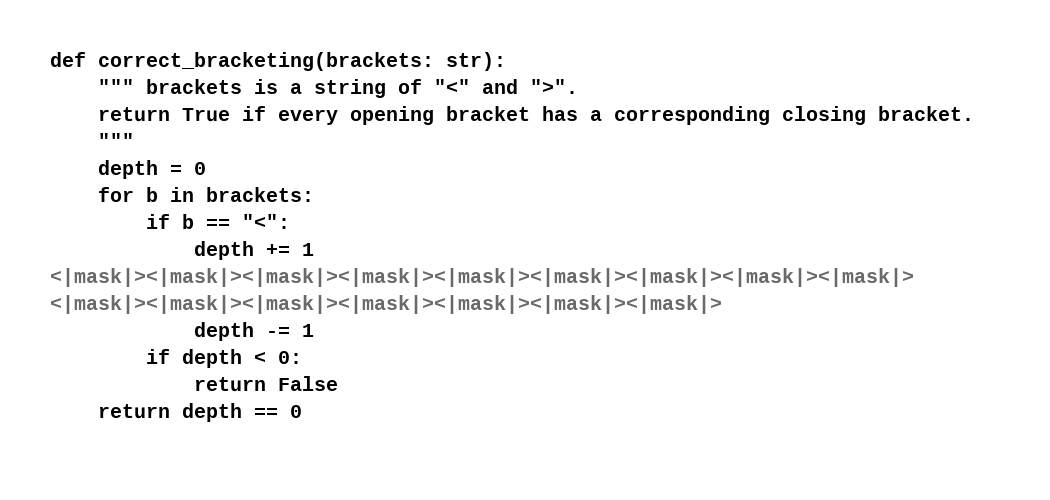 def correct_bracketing(brackets: str):
    """ brackets is a string of "<" and ">".
    return True if every opening bracket has a corresponding closing bracket.
    """
    depth = 0
    for b in brackets:
        if b == "<":
            depth += 1
<|mask|><|mask|><|mask|><|mask|><|mask|><|mask|><|mask|><|mask|><|mask|>
<|mask|><|mask|><|mask|><|mask|><|mask|><|mask|><|mask|>
            depth -= 1
        if depth < 0:
            return False
    return depth == 0